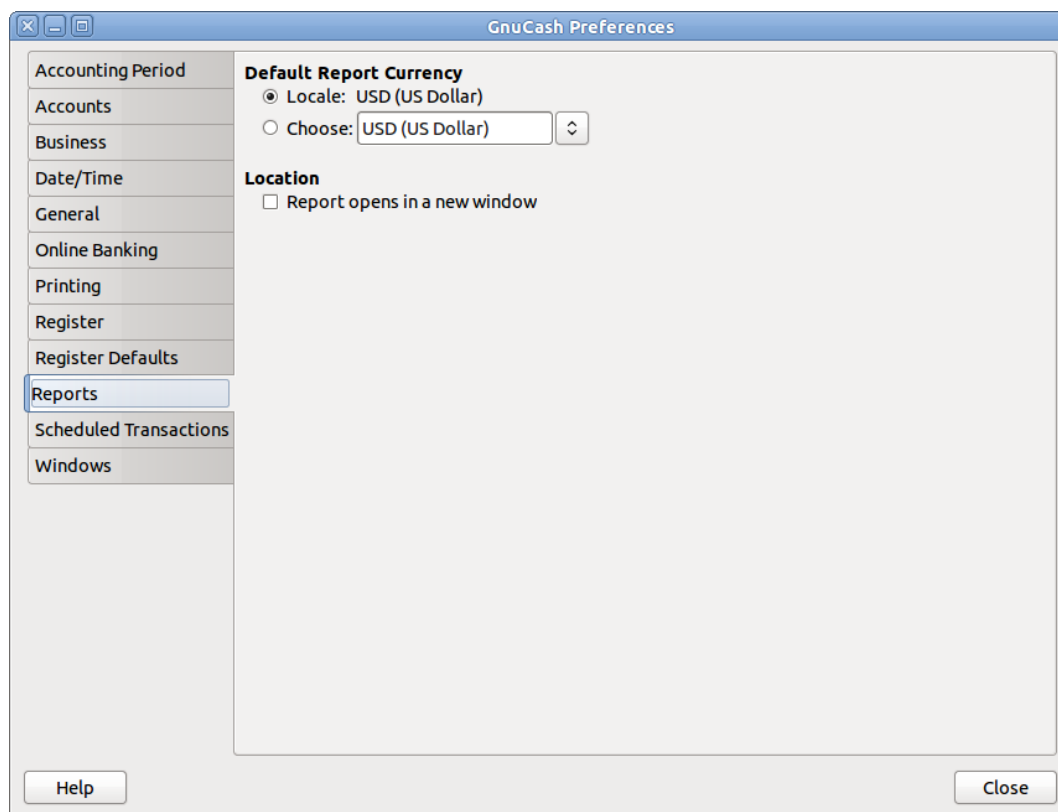 GnuCash Preferences
Accounting Period
Accounts
Business
Date/Time
General
Online Banking
Printing
Register
Register Defaults
Reports
Scheduled Transactions
Windows
Default Report Currency
Locale: USD (US Dollar)
Choose: USD (US Dollar)
Location
Report opens in a new window
Help
Close